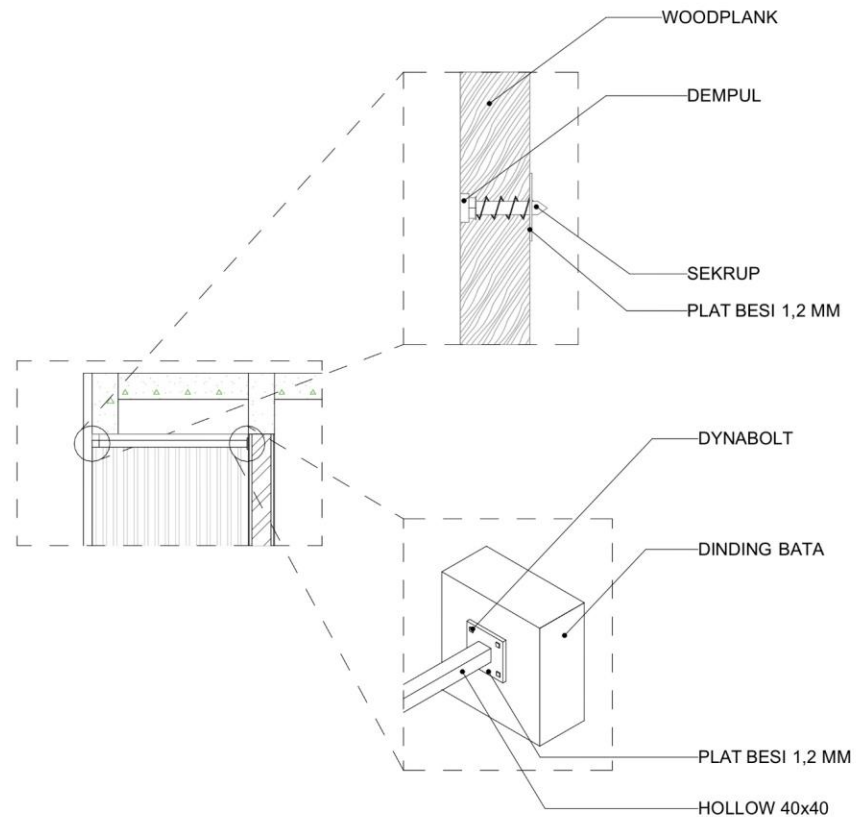 WOODPLANK
DEMPUL
SEKRUP
PLAT BESI 1,2 MM
DYNABOLT
DINDING BATA
PLAT BESI 1,2 MM
HOLLOW 40x40